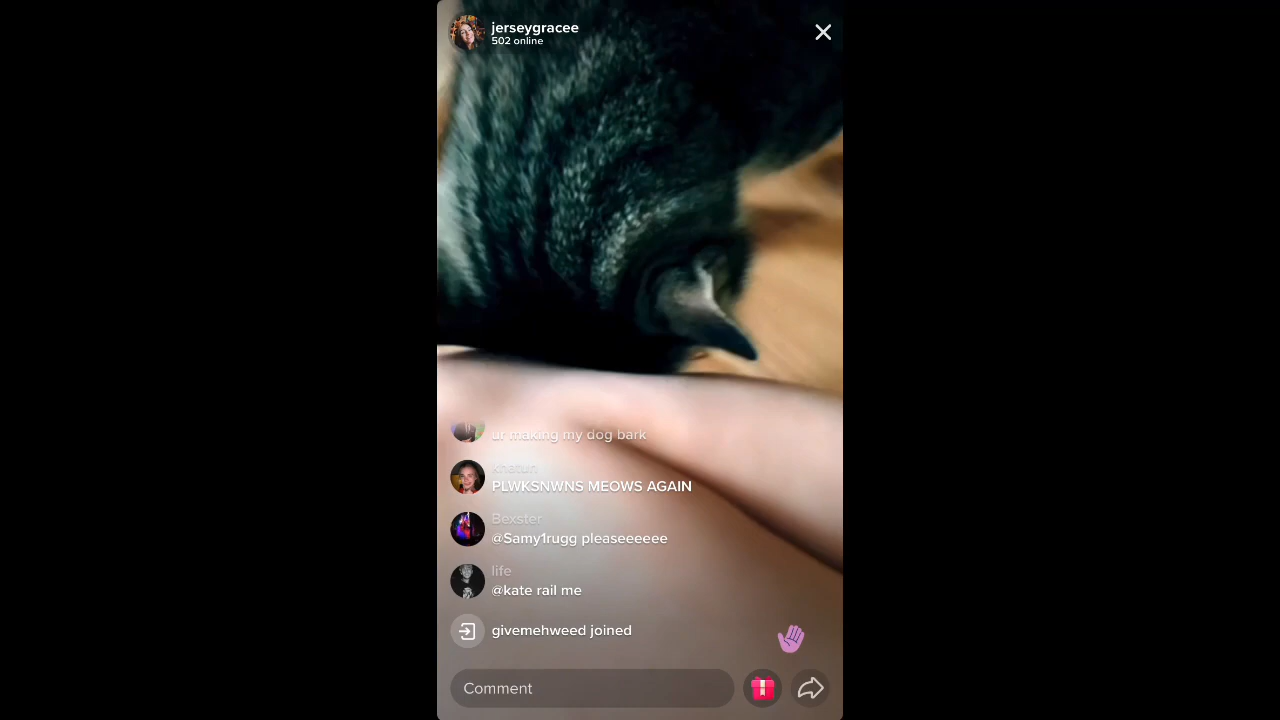 jerseygracee
502 online
ur making my dog bark
khatun
PLWKSNWNS MEOWS AGAIN
Bexster
@Samy1rugg pleaseeeeee
life
@kate rail me
givemehweed joined
Comment